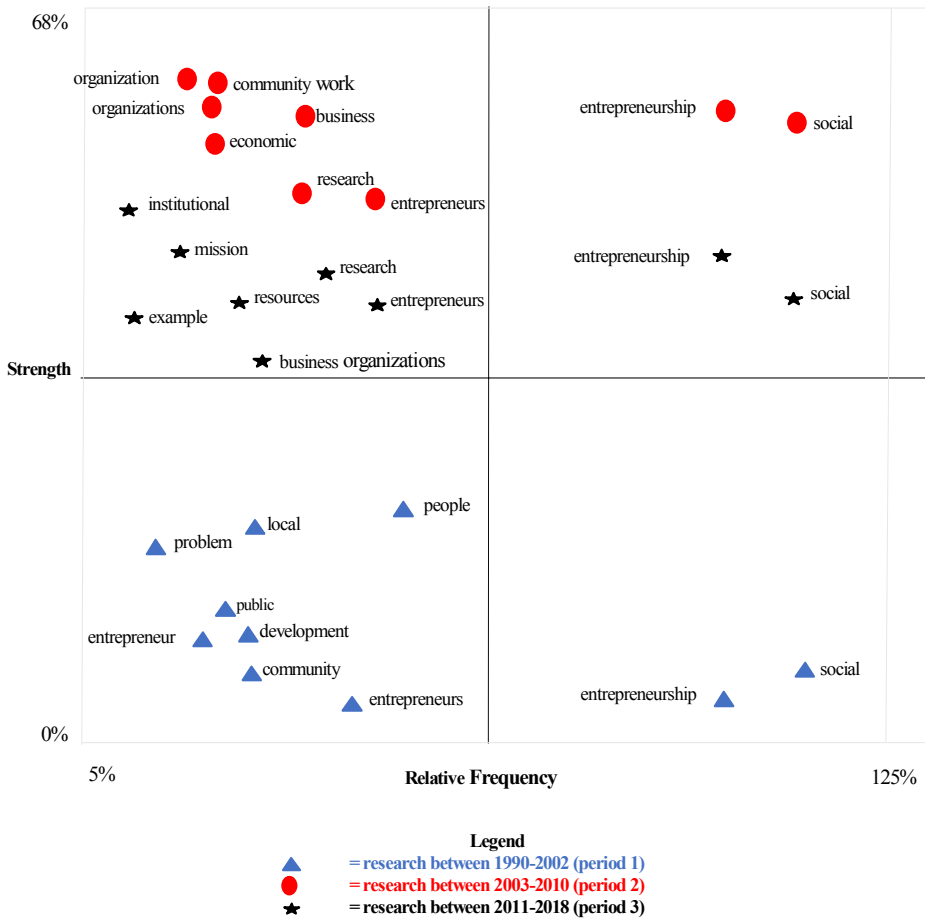 68%
organization
community work
organizations
business
entrepreneurship
social
economic
research
entrepreneurs
institutional
mission
entrepreneurship
research
resources
entrepreneurs
social
example
business organizations
Strength
people
local
problem
public
entrepreneur
development
community
social
entrepreneurs
entrepreneurship
0%
5%
Relative Frequency
125%
Legend
= research between 1990-2002 (period 1)
= research between 2003-2010 (period 2)
= research between 2011-2018 (period 3)